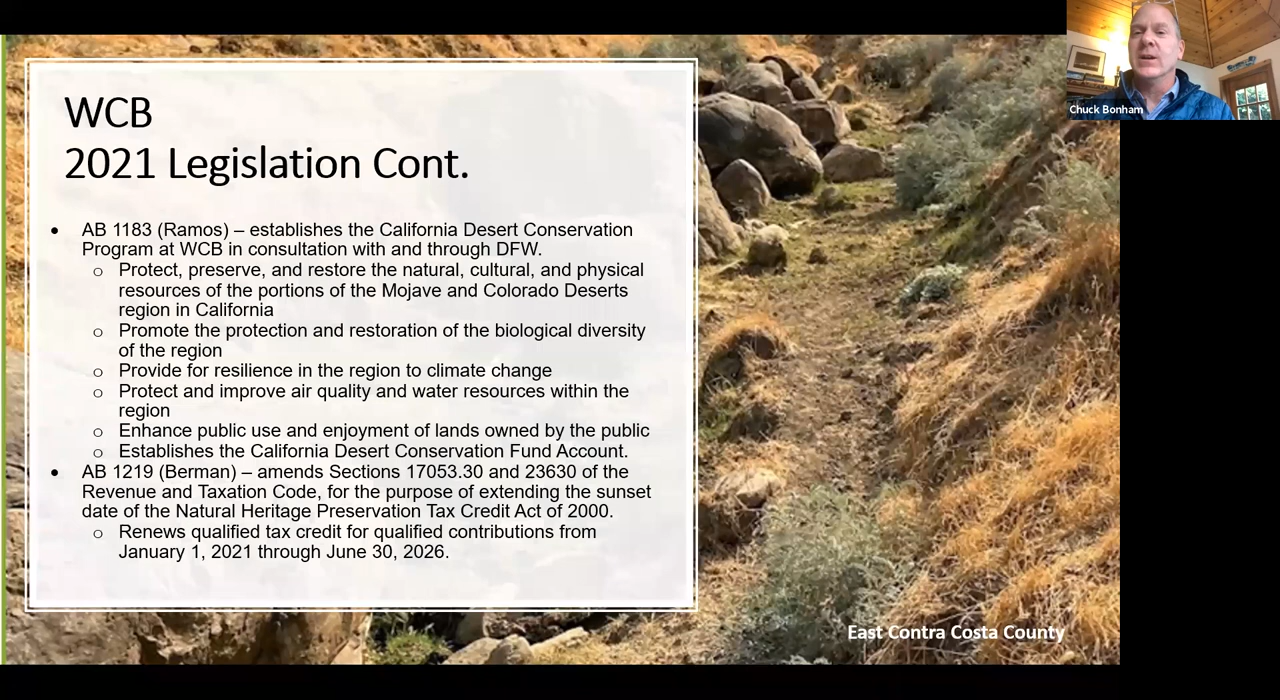 Chuck Bonham
WCB
2021 Legislation Cont.
• AB 1183 (Ramos) – establishes the California Desert Conservation
Program at WCB in consultation with and through DFW.
o Protect, preserve, and restore the natural, cultural, and physical
resources of the portions of the Mojave and Colorado Deserts
region in California
o Promote the protection and restoration of the biological diversity
of the region
o Provide for resilience in the region to climate change
o Protect and improve air quality and water resources within the
region
o Enhance public use and enjoyment of lands owned by the public
o Establishes the California Desert Conservation Fund Account.
• AB 1219 (Berman) – amends Sections 17053.30 and 23630 of the
Revenue and Taxation Code, for the purpose of extending the sunset
date of the Natural Heritage Preservation Tax Credit Act of 2000.
o Renews qualified tax credit for qualified contributions from
January 1, 2021 through June 30, 2026.
East Contra Costa County